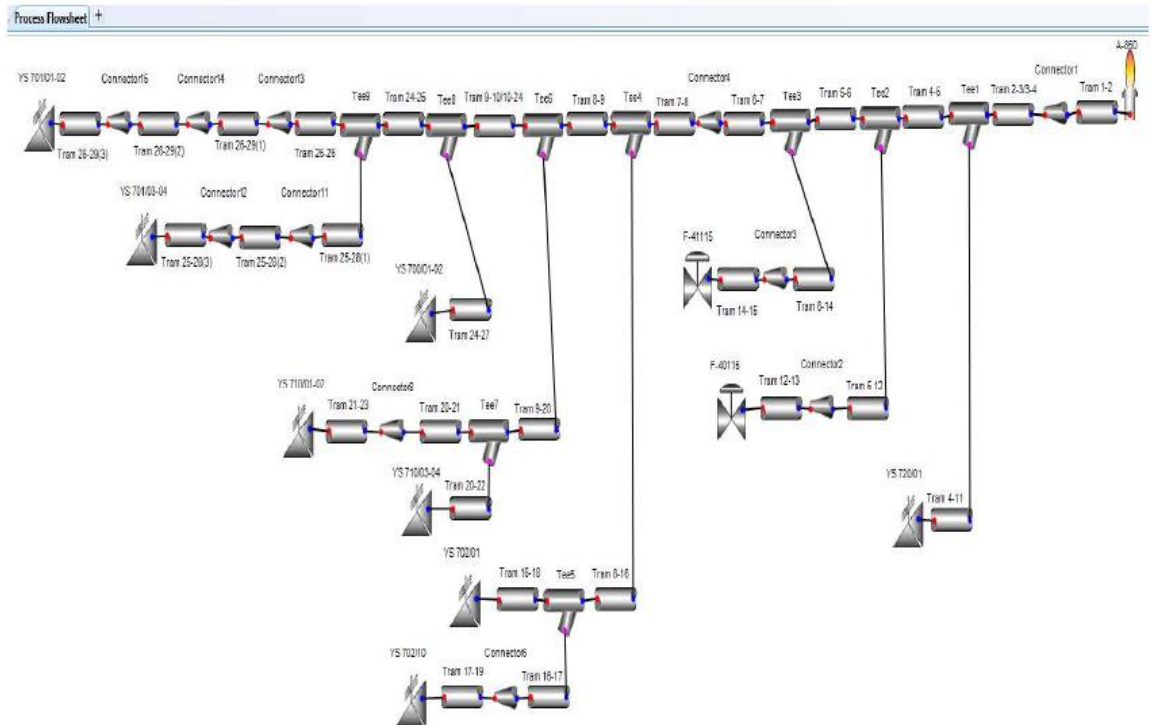 Process Flowsheet +
A-860
YS 701/01-02 Connector15 Connector14 Connector13 Connector4 Connector1
Tee9 Tram 24-25 Tee8 Tram 9-10/10-24 Tee6 Tram 8-9 Tee4 Tram 7-8 Tram 6-7 Tee3 Tram 5-6 Tee2 Tram 4-5 Tee1 Tram 2-3/3-4 Tram 1-2
Tram 26-29(3) Tram 26-29(2) Tram 26-29(1) Tram 25-26
YS 701/03-04 Connector12 Connector11
Tram 25-28(3) Tram 25-28(2) Tram 25-28(1)
F-41115 Connector3
YS 700/01-02
Tram 14-15 Tram 6-14
Tram 24-27
F-40115 Connector2
Tram 12-13
YS 710/01-02 Connector9
Tram 21-23 Tram 20-21 Tee7 Tram 9-20
YS 710/03-04
Tram 20-22
YS 720/01
Tram 4-11
YS 702/01
Tram 16-18 Tee5 Tram 8-16
YS 702/10 Connector6
Tram 17-19 Tram 16-17